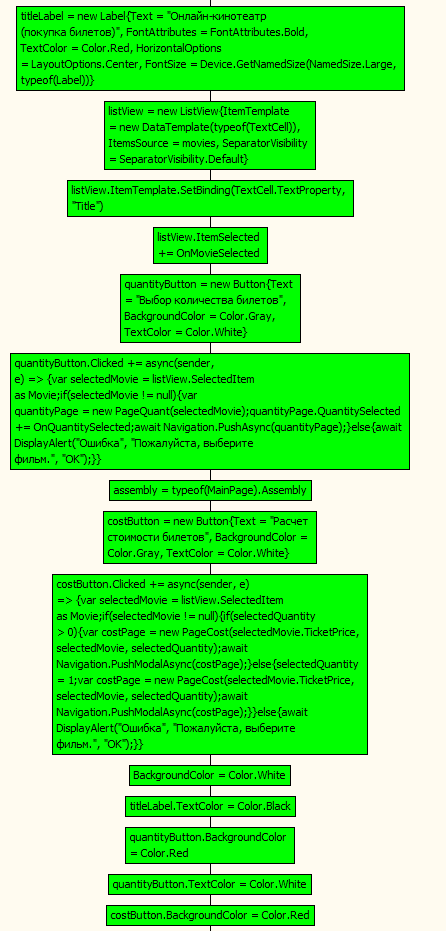 titleLabel = new Label{Text = "Онлайн-кинотеатр
(покупка билетов)", FontAttributes = FontAttributes.Bold,
TextColor = Color.Red, HorizontalOptions
= LayoutOptions.Center, FontSize = Device.GetNamedSize(NamedSize.Large,
typeof(Label))}
listView = new ListView{ItemTemplate
= new DataTemplate(typeof(TextCell)),
ItemsSource = movies, SeparatorVisibility
= SeparatorVisibility.Default}
listView.ItemTemplate.SetBinding(TextCell.TextProperty,
"Title")
listView.ItemSelected
+= OnMovieSelected
quantityButton = new Button{Text
= "Выбор количества билетов",
BackgroundColor = Color.Gray,
TextColor = Color.White}
quantityButton.Clicked += async(sender,
e) => {var selectedMovie = listView.SelectedItem
as Movie;if(selectedMovie != null){var
quantityPage = new PageQuant(selectedMovie);quantityPage.QuantitySelected
+= OnQuantitySelected;await Navigation.PushAsync(quantityPage);}else{await
DisplayAlert("Ошибка", "Пожалуйста, выберите
фильм.", "OK");}}
assembly = typeof(MainPage).Assembly
costButton = new Button{Text = "Расчет
стоимости билетов", BackgroundColor =
Color.Gray, TextColor = Color.White}
costButton.Clicked += async(sender, e)
=> {var selectedMovie = listView.SelectedItem
as Movie;if(selectedMovie != null){if(selectedQuantity
> 0){var costPage = new PageCost(selectedMovie.TicketPrice,
selectedMovie, selectedQuantity);await
Navigation.PushModalAsync(costPage);}else{selectedQuantity
= 1;var costPage = new PageCost(selectedMovie.TicketPrice,
selectedMovie, selectedQuantity);await
Navigation.PushModalAsync(costPage);}}else{await
DisplayAlert("Ошибка", "Пожалуйста, выберите
фильм.", "OK");}}
BackgroundColor = Color.White
titleLabel.TextColor = Color.Black
quantityButton.BackgroundColor
= Color.Red
quantityButton.TextColor = Color.White
costButton.BackgroundColor = Color.Red